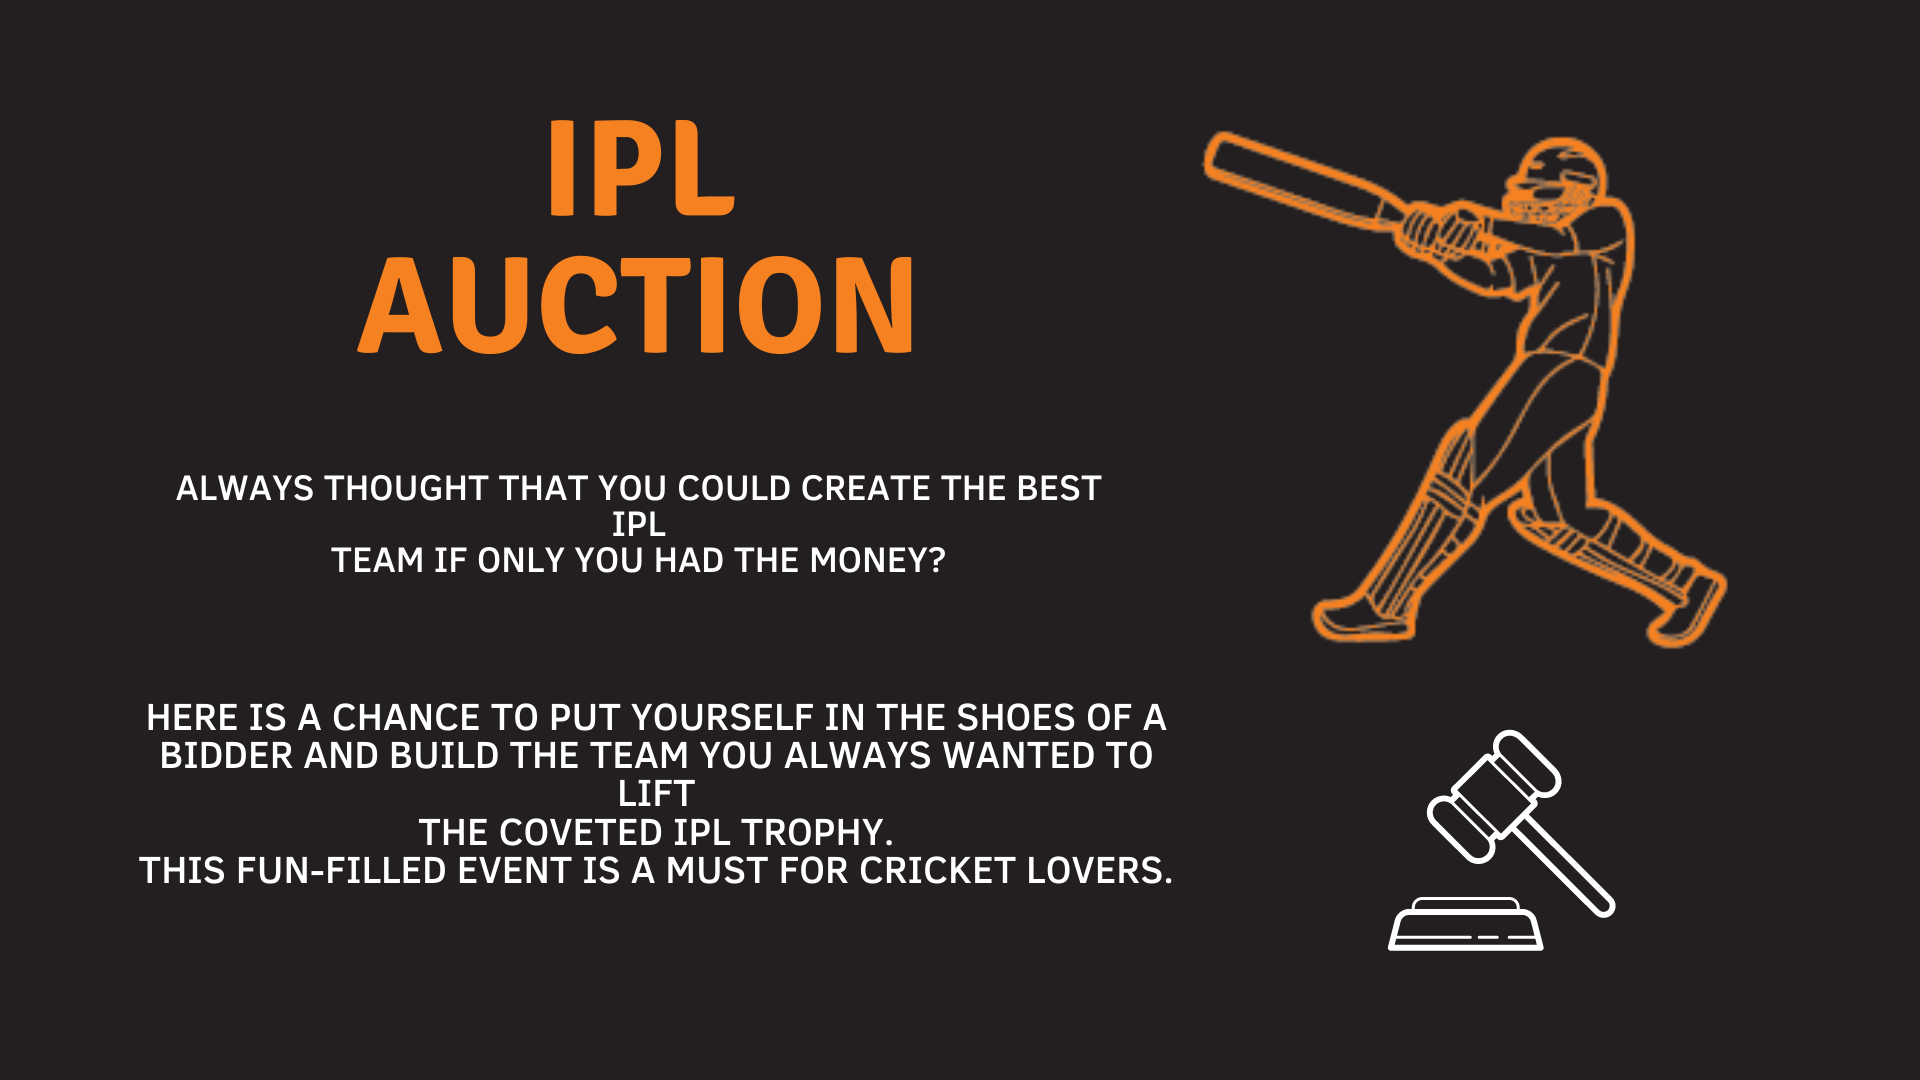 IPL
AUCTION
ALWAYS THOUGHT THAT YOU COULD CREATE THE BEST
IPL
TEAM IF ONLY YOU HAD THE MONEY?
HERE IS A CHANCE TO PUT YOURSELF IN THE SHOES OF A
BIDDER AND BUILD THE TEAM YOU ALWAYS WANTED TO
LIFT
THE COVETED IPL TROPHY.
THIS FUN-FILLED EVENT IS A MUST FOR CRICKET LOVERS.